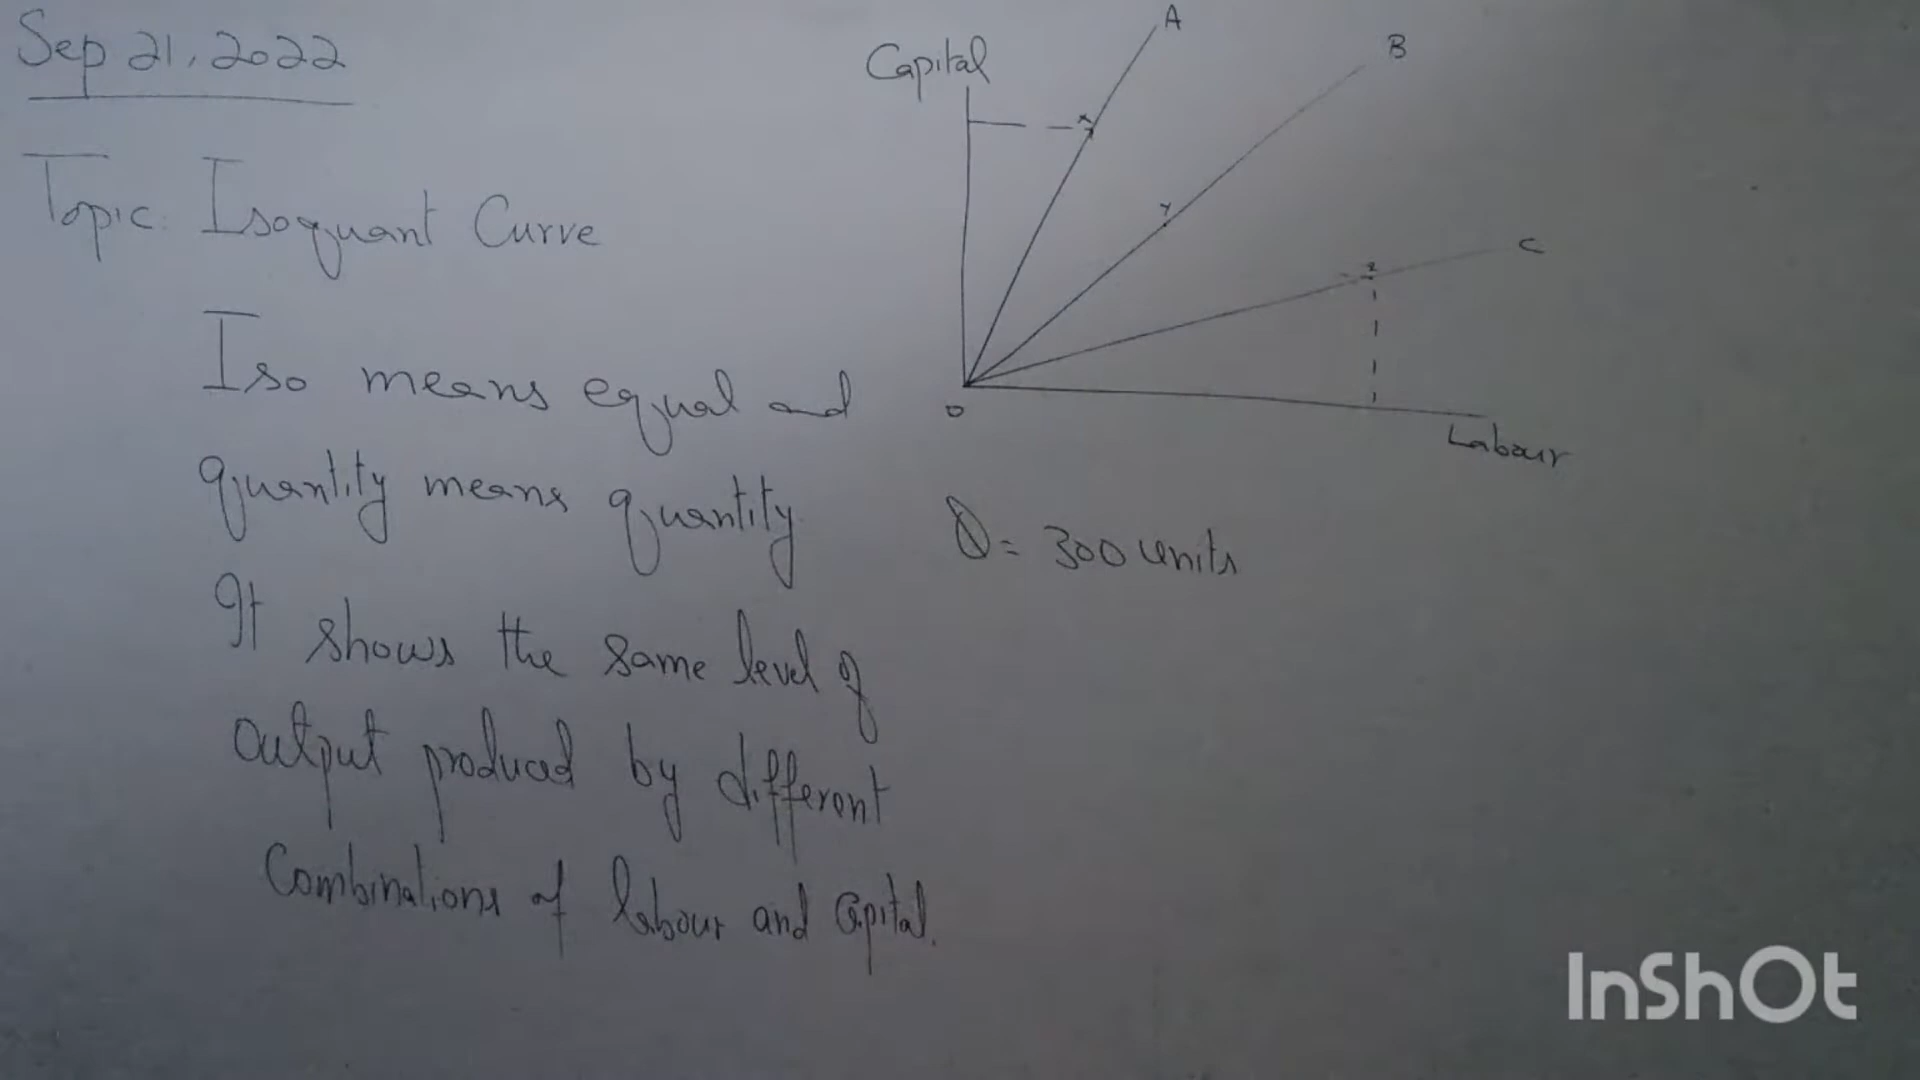 Sep 21, 2022
Topic: Isoquant Curve
Iso means equal and
quantity means quantity.
It shows the same level of
output produced by different
Combinations of labour and Capital.
Capital
A
B
C
X
Y
Z
O
Labour
Q = 300 units
InShOt